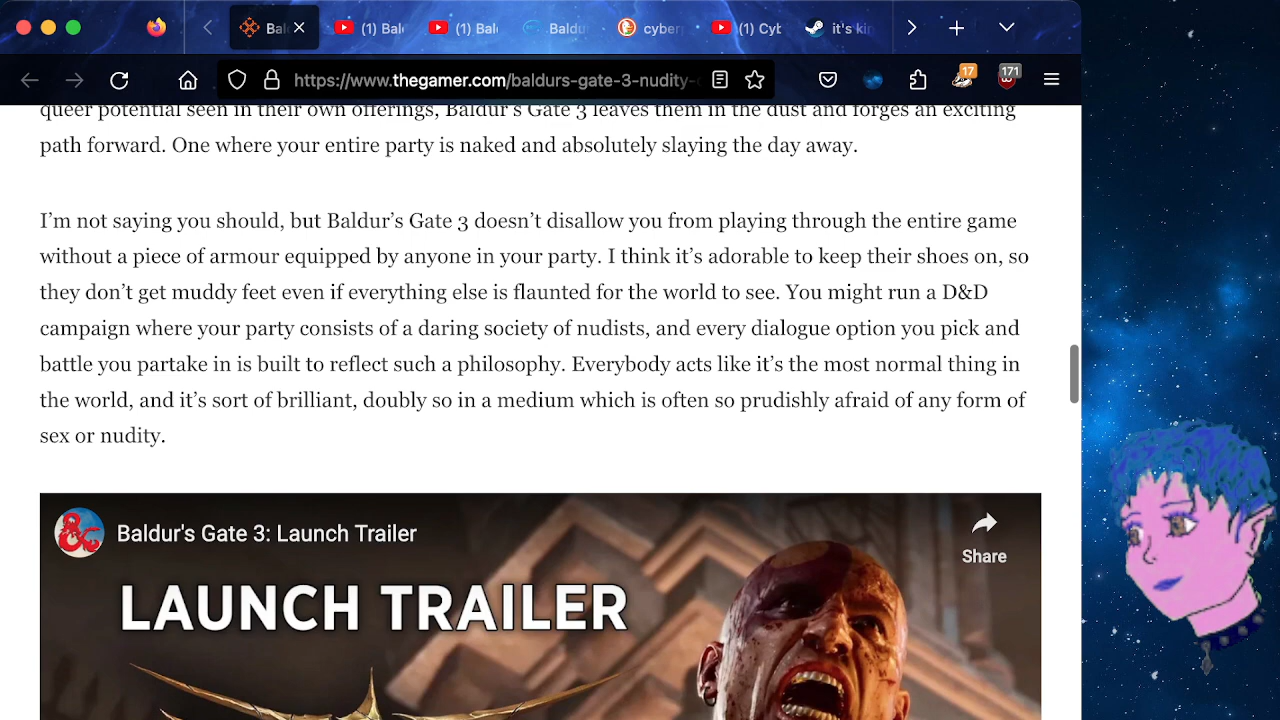 Bal
(1) Bal
(1) Bal
Baldu
cyber
(1) Cyb
it's ki
https://www.thegamer.com/baldurs-gate-3-nudity-
17
171
queer potential seen in their own offerings, Baldur's Gate 3 leaves them in the dust and forges an exciting
path forward. One where your entire party is naked and absolutely slaying the day away.
I'm not saying you should, but Baldur's Gate 3 doesn't disallow you from playing through the entire game
without a piece of armour equipped by anyone in your party. I think it's adorable to keep their shoes on, so
they don't get muddy feet even if everything else is flaunted for the world to see. You might run a D&D
campaign where your party consists of a daring society of nudists, and every dialogue option you pick and
battle you partake in is built to reflect such a philosophy. Everybody acts like it's the most normal thing in
the world, and it's sort of brilliant, doubly so in a medium which is often so prudishly afraid of any form of
sex or nudity.
Baldur's Gate 3: Launch Trailer
Share
LAUNCH TRAILER